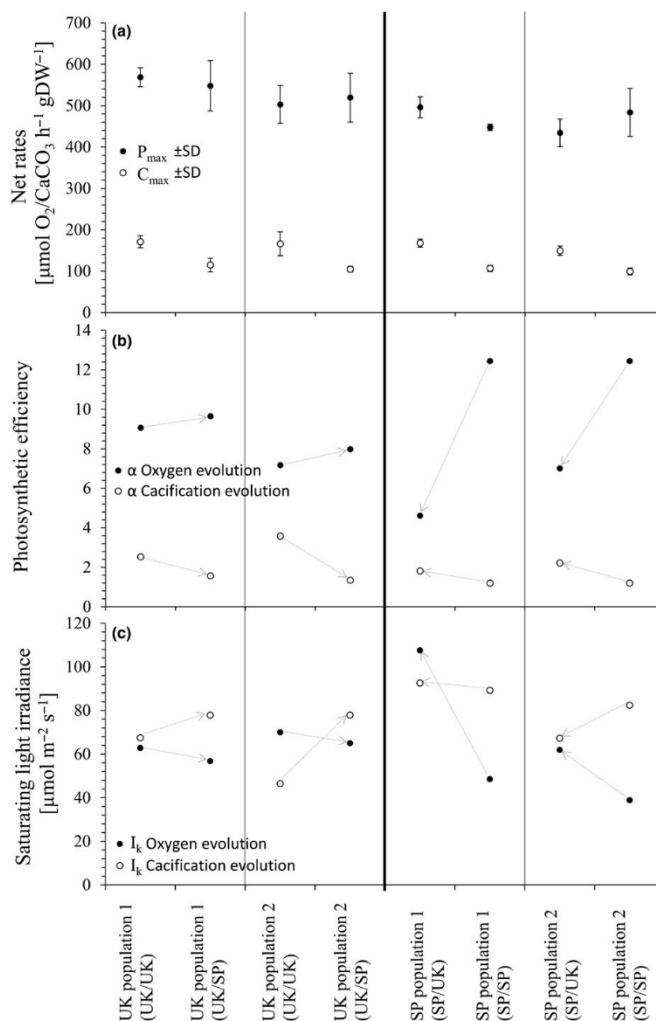 (a)
Net rates
[μmol O₂/CaCO₃ h⁻¹ gDW⁻¹]
700
600
500
400
300
200
100
0
P_max ±SD
C_max ±SD
(b)
Photosynthetic efficiency
14
12
10
8
6
4
2
0
α Oxygen evolution
α Cacification evolution
(c)
Saturating light irradiance
[μmol m⁻² s⁻¹]
120
100
80
60
40
20
0
I_k Oxygen evolution
I_k Cacification evolution
UK population 1
(UK/UK)
UK population 1
(UK/SP)
UK population 2
(UK/UK)
UK population 2
(UK/SP)
SP population 1
(SP/UK)
SP population 1
(SP/SP)
SP population 2
(SP/UK)
SP population 2
(SP/SP)